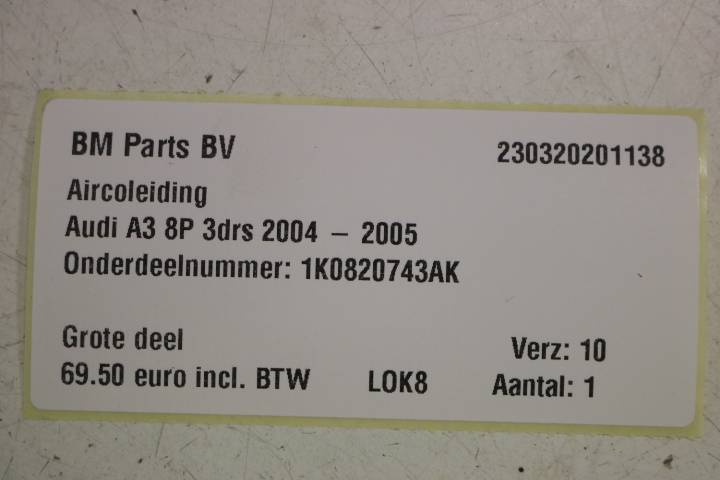 BM Parts BV 230320201138
Aircoleiding
Audi A3 8P 3drs 2004 – 2005
Onderdeelnummer: 1K0820743AK
Grote deel Verz: 10
69.50 euro incl. BTW LOK8 Aantal: 1